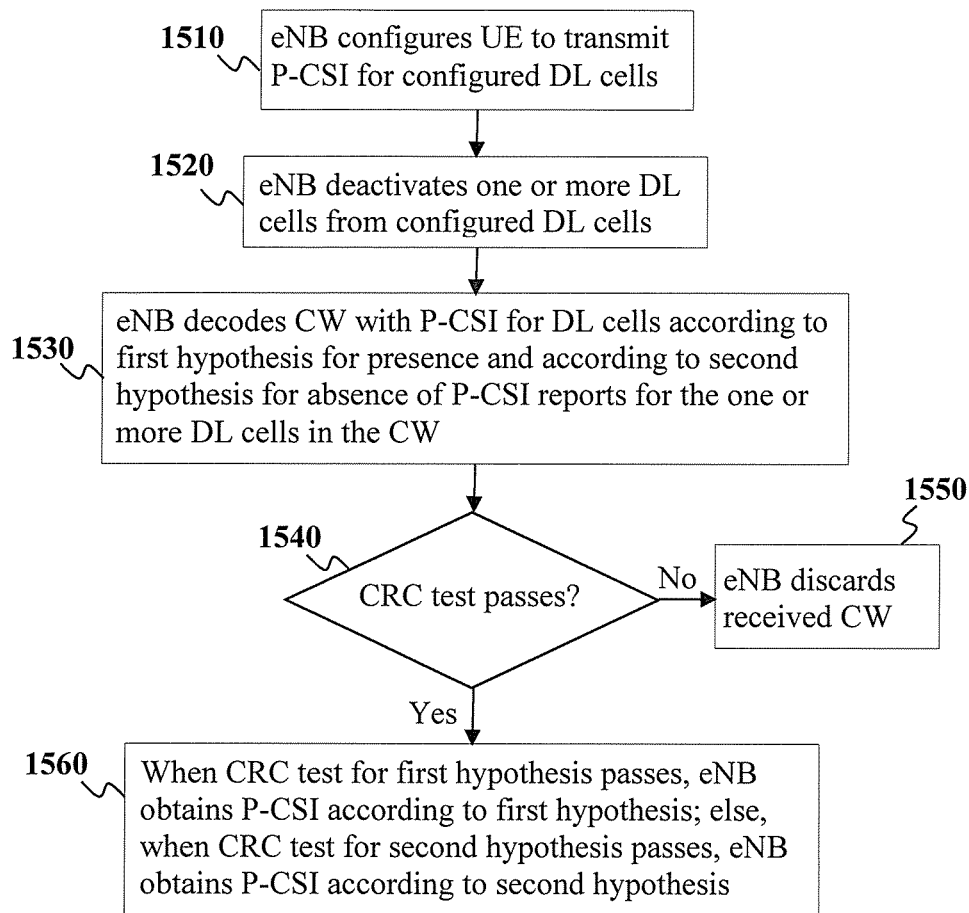 1510
eNB configures UE to transmit
P-CSI for configured DL cells
1520
eNB deactivates one or more DL
cells from configured DL cells
1530
eNB decodes CW with P-CSI for DL cells according to
first hypothesis for presence and according to second
hypothesis for absence of P-CSI reports for the one or
more DL cells in the CW
1540
CRC test passes?
No
1550
eNB discards
received CW
Yes
1560
When CRC test for first hypothesis passes, eNB
obtains P-CSI according to first hypothesis; else,
when CRC test for second hypothesis passes, eNB
obtains P-CSI according to second hypothesis